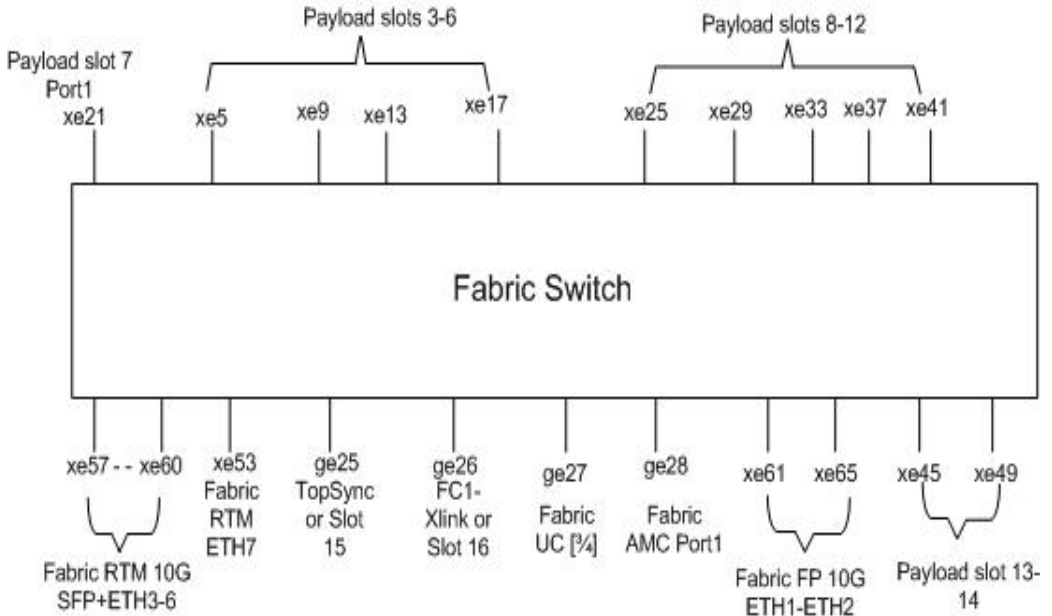 Payload slots 3-6
Payload slots 8-12
Payload slot 7
Port1
xe21
xe5
xe9
xe13
xe17
xe25
xe29
xe33
xe37
xe41
Fabric Switch
xe57 - - xe60
Fabric RTM 10G
SFP+ETH3-6
xe53
Fabric
RTM
ETH7
ge25
TopSync
or Slot
15
ge26
FC1-
Xlink or
Slot 16
ge27
Fabric
UC [¾]
ge28
Fabric
AMC Port1
xe61
xe65
Fabric FP 10G
ETH1-ETH2
xe45
xe49
Payload slot 13-
14